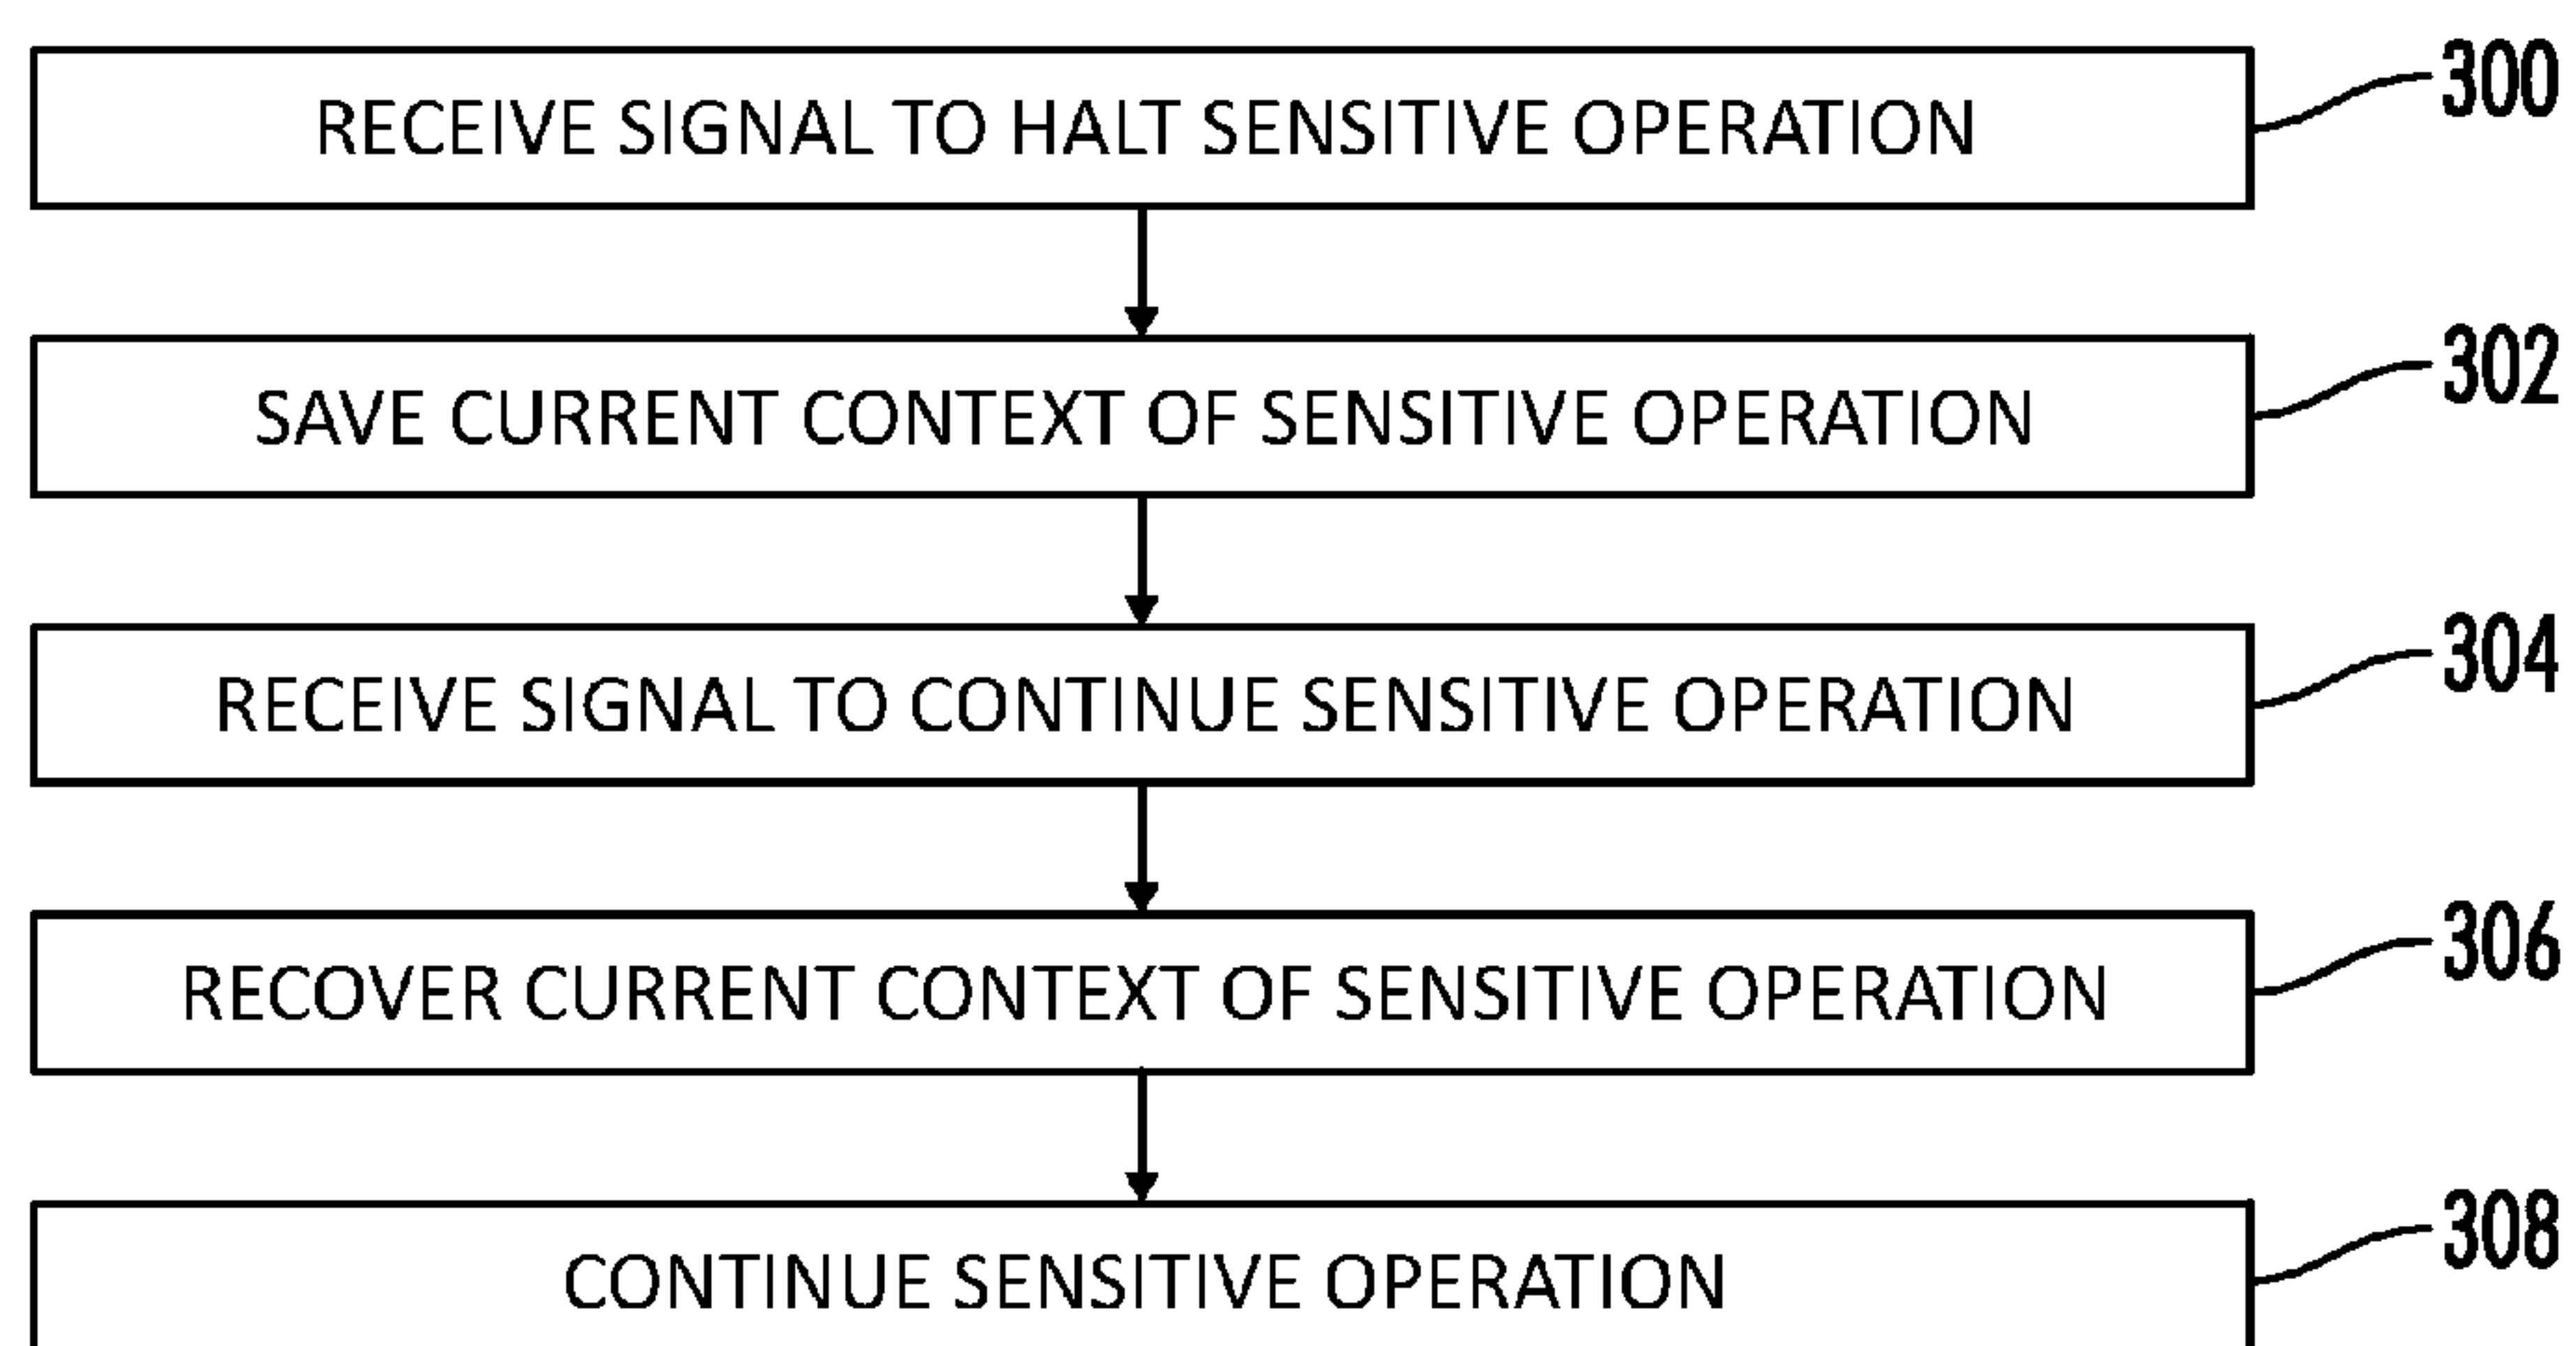 RECEIVE SIGNAL TO HALT SENSITIVE OPERATION
300
SAVE CURRENT CONTEXT OF SENSITIVE OPERATION
302
RECEIVE SIGNAL TO CONTINUE SENSITIVE OPERATION
304
RECOVER CURRENT CONTEXT OF SENSITIVE OPERATION
306
CONTINUE SENSITIVE OPERATION
308